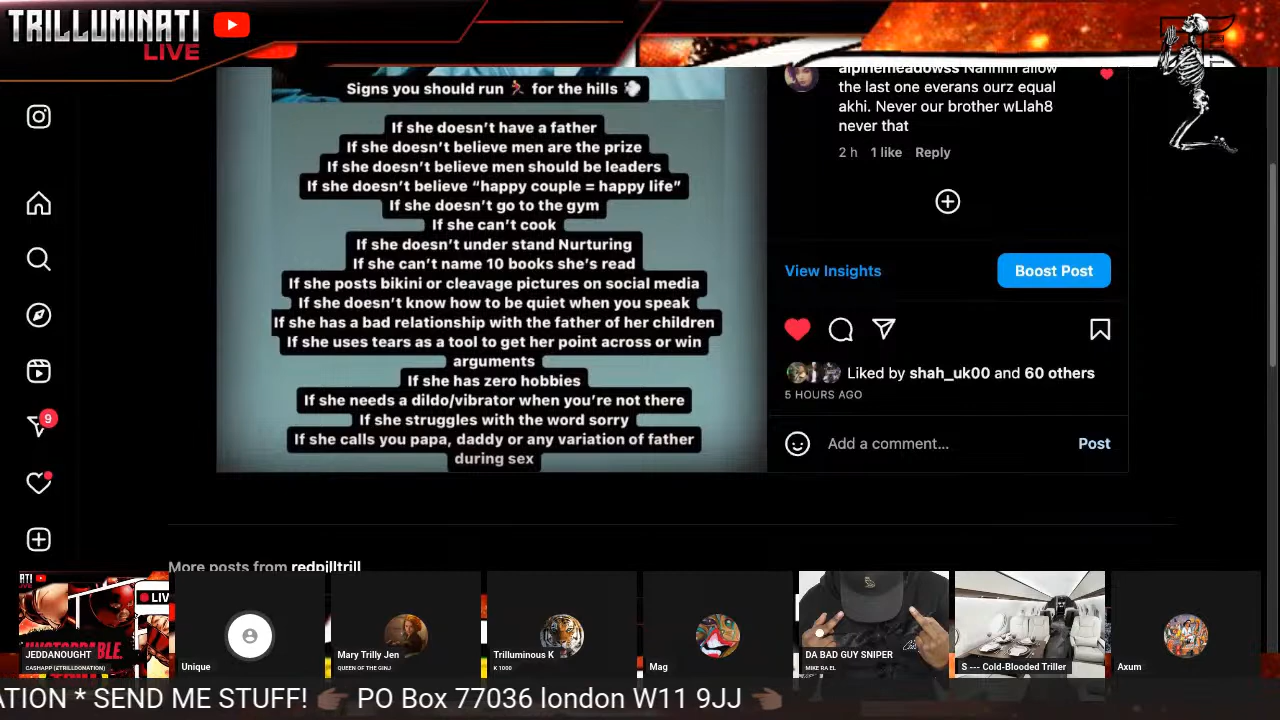 TRILLUMINATI
LIVE
Signs you should run 🏃 for the hills 💨
If she doesn't have a father
If she doesn't believe men are the prize
If she doesn't believe men should be leaders
If she doesn't believe "happy couple = happy life"
If she doesn't go to the gym
If she can't cook
If she doesn't under stand Nurturing
If she can't name 10 books she's read
If she posts bikini or cleavage pictures on social media
If she doesn't know how to be quiet when you speak
If she has a bad relationship with the father of her children
If she uses tears as a tool to get her point across or win
arguments
If she has zero hobbies
If she needs a dildo/vibrator when you're not there
If she struggles with the word sorry
If she calls you papa, daddy or any variation of father
during sex
alpinemeadowss Nahhhh allow
the last one everans ourz equal
akhi. Never our brother wLlah8
never that
2 h 1 like Reply
View Insights
Boost Post
Liked by shah_uk00 and 60 others
5 HOURS AGO
Add a comment...
Post
9
More posts from redpilltrill
LIV
JEDDANOUGHT
CASHAPP (£TRILLDONATION)
Unique
Mary Trilly Jen
QUEEN OF THE GINJ
Trilluminous K
K 1000
Mag
DA BAD GUY SNIPER
MIKE RA EL
S --- Cold-Blooded Triller
Axum
ATION * SEND ME STUFF! 👉🏾 PO Box 77036 london W11 9JJ 👈🏾